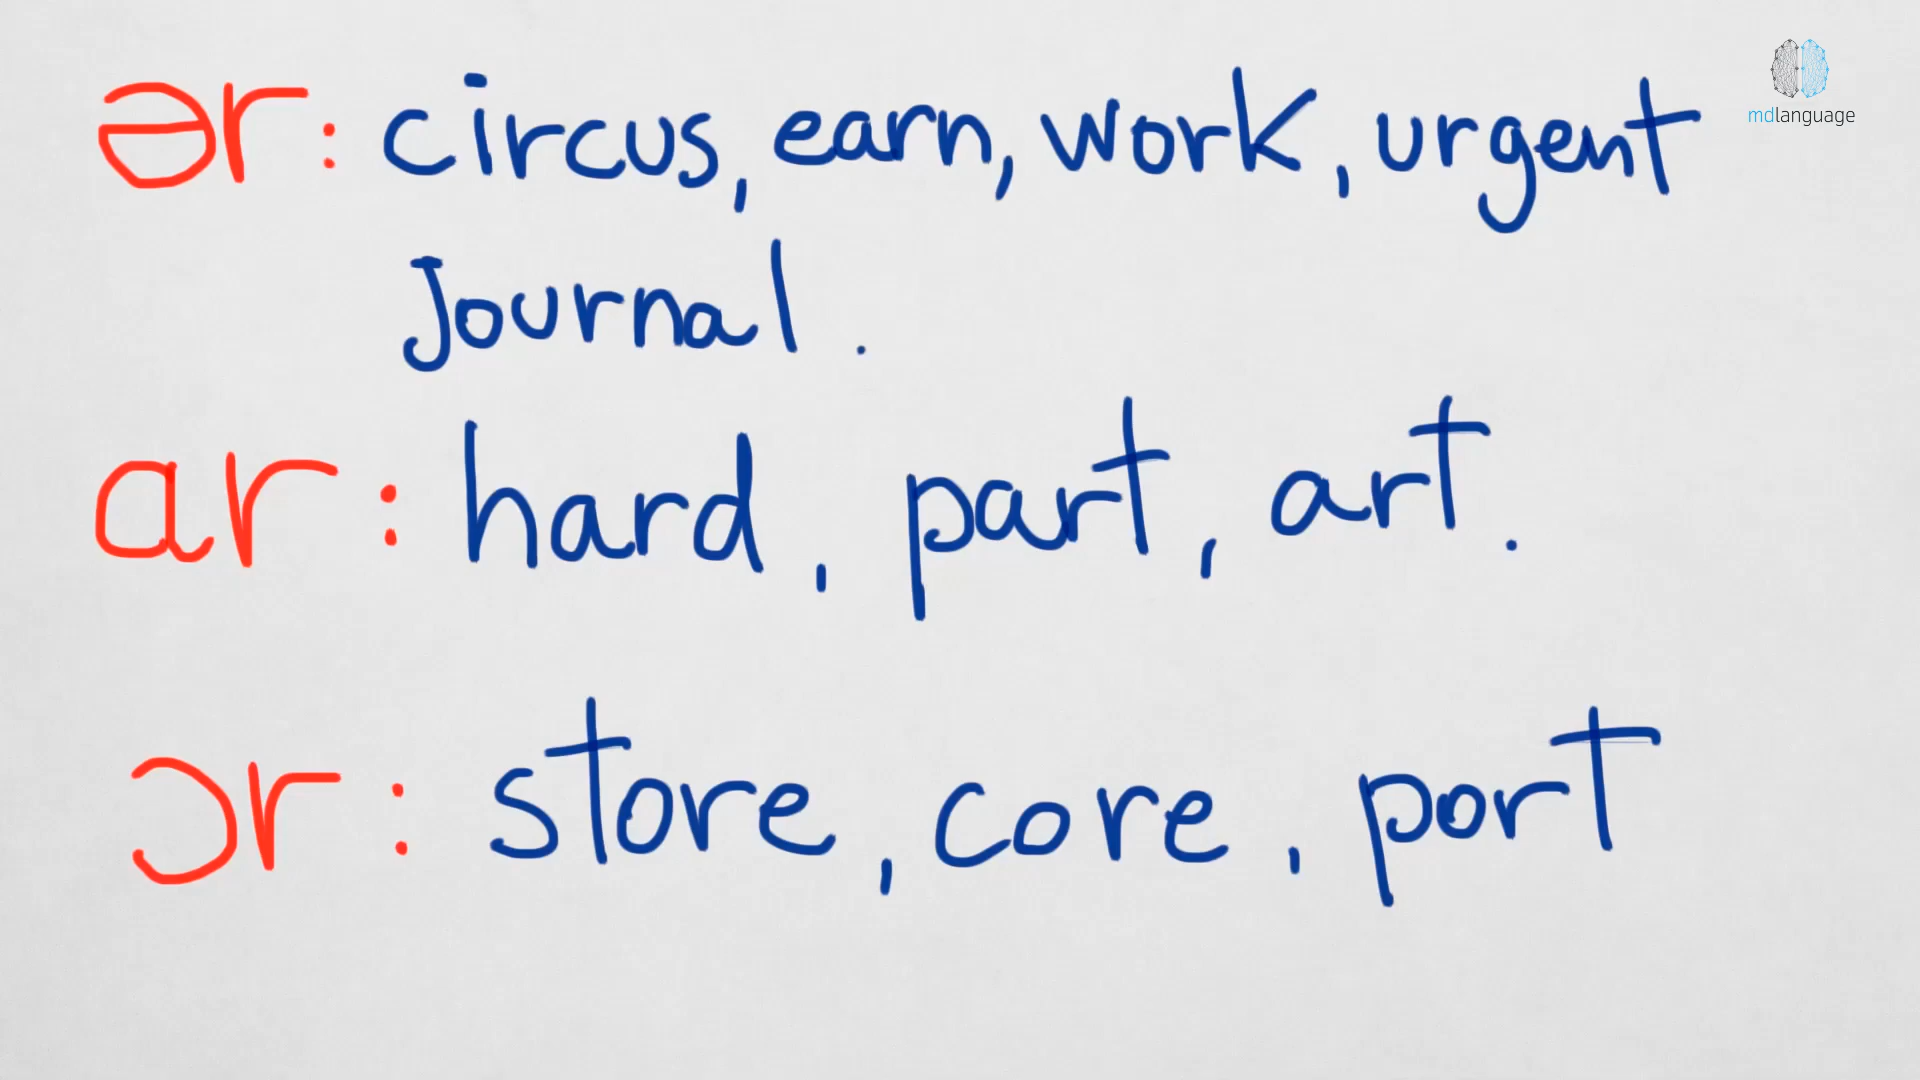 ər: circus, earn, work, urgent
mdlanguage
Journal.
ar: hard, part, art.
ɔr: store, core, port